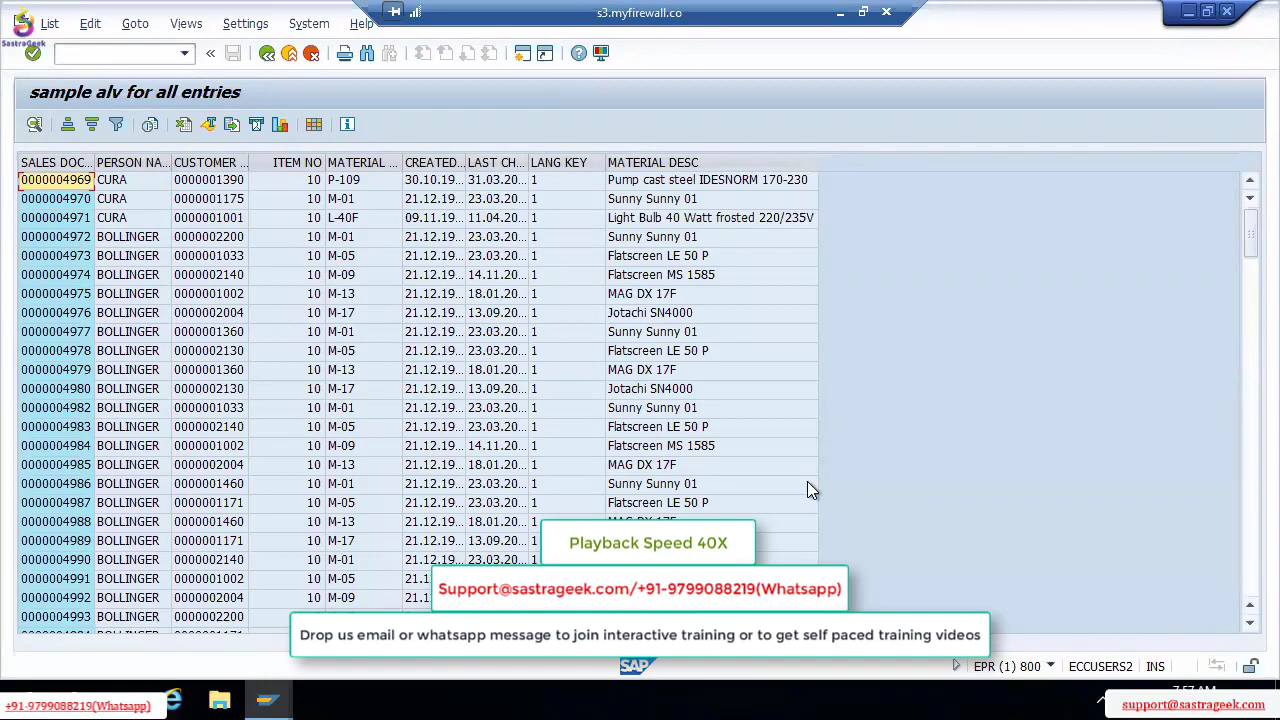 s3.myfirewall.co
List Edit Goto Views Settings System Help
SastraGeek
sample alv for all entries
SALES DOC... PERSON NA... CUSTOMER ... ITEM NO MATERIAL ... CREATED... LAST CH... LANG KEY MATERIAL DESC
0000004969 CURA 0000001390 10 P-109 30.10.19... 31.03.20... 1 Pump cast steel IDESNORM 170-230
0000004970 CURA 0000001175 10 M-01 21.12.19... 23.03.20... 1 Sunny Sunny 01
0000004971 CURA 0000001001 10 L-40F 09.11.19... 11.04.20... 1 Light Bulb 40 Watt frosted 220/235V
0000004972 BOLLINGER 0000002200 10 M-01 21.12.19... 23.03.20... 1 Sunny Sunny 01
0000004973 BOLLINGER 0000001033 10 M-05 21.12.19... 23.03.20... 1 Flatscreen LE 50 P
0000004974 BOLLINGER 0000002140 10 M-09 21.12.19... 14.11.20... 1 Flatscreen MS 1585
0000004975 BOLLINGER 0000001002 10 M-13 21.12.19... 18.01.20... 1 MAG DX 17F
0000004976 BOLLINGER 0000002004 10 M-17 21.12.19... 13.09.20... 1 Jotachi SN4000
0000004977 BOLLINGER 0000001360 10 M-01 21.12.19... 23.03.20... 1 Sunny Sunny 01
0000004978 BOLLINGER 0000002130 10 M-05 21.12.19... 23.03.20... 1 Flatscreen LE 50 P
0000004979 BOLLINGER 0000001360 10 M-13 21.12.19... 18.01.20... 1 MAG DX 17F
0000004980 BOLLINGER 0000002130 10 M-17 21.12.19... 13.09.20... 1 Jotachi SN4000
0000004982 BOLLINGER 0000001033 10 M-01 21.12.19... 23.03.20... 1 Sunny Sunny 01
0000004983 BOLLINGER 0000002140 10 M-05 21.12.19... 23.03.20... 1 Flatscreen LE 50 P
0000004984 BOLLINGER 0000001002 10 M-09 21.12.19... 14.11.20... 1 Flatscreen MS 1585
0000004985 BOLLINGER 0000002004 10 M-13 21.12.19... 18.01.20... 1 MAG DX 17F
0000004986 BOLLINGER 0000001460 10 M-01 21.12.19... 23.03.20... 1 Sunny Sunny 01
0000004987 BOLLINGER 0000001171 10 M-05 21.12.19... 23.03.20... 1 Flatscreen LE 50 P
0000004988 BOLLINGER 0000001460 10 M-13 21.12.19... 18.01.20... 1 MAG DX 17F
0000004989 BOLLINGER 0000001171 10 M-17 21.12.19... 13.09.20...
0000004990 BOLLINGER 0000002140 10 M-01 21.12.19... 23.03.20...
0000004991 BOLLINGER 0000001002 10 M-05 21.1
0000004992 BOLLINGER 0000002004 10 M-09 21.1
0000004993 BOLLINGER 0000002200
Playback Speed 40X
Support@sastrageek.com/+91-9799088219(Whatsapp)
Drop us email or whatsapp message to join interactive training or to get self paced training videos
SAP EPR (1) 800 ECCUSERS2 INS
+91-9799088219(Whatsapp)
support@sastrageek.com